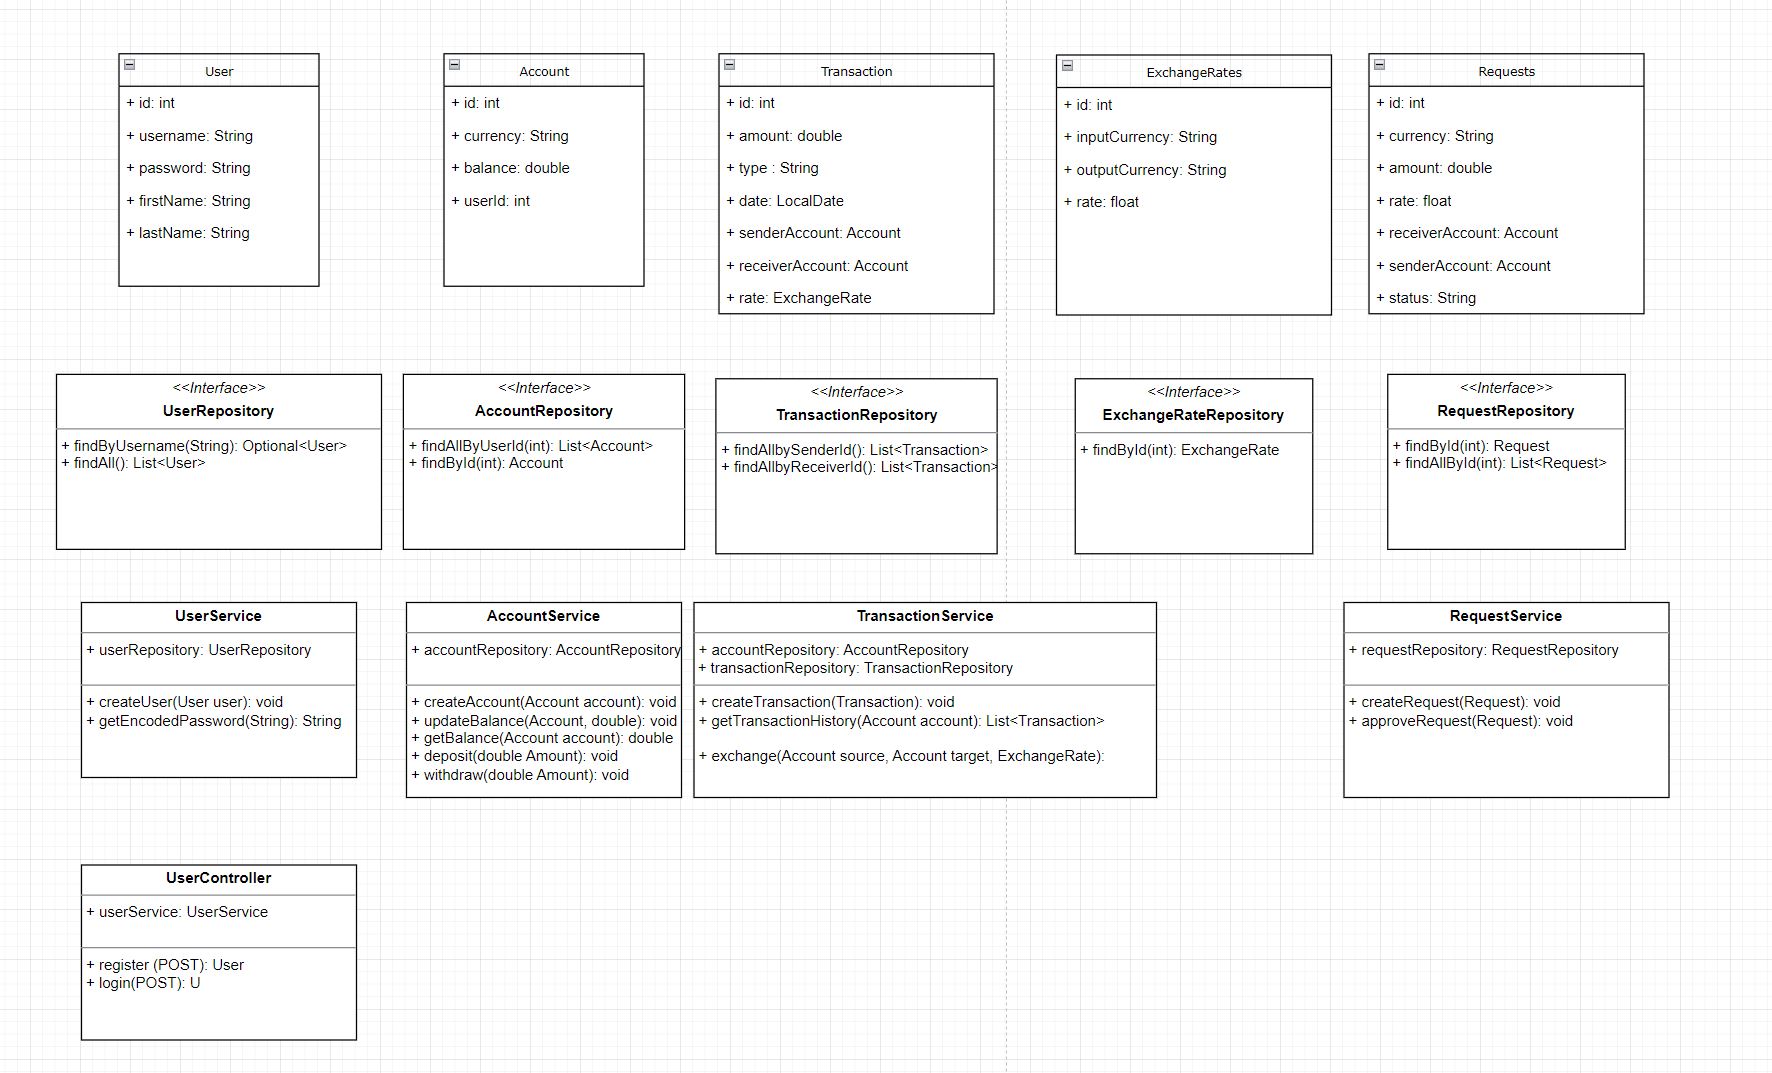 User
+ id: int
+ username: String
+ password: String
+ firstName: String
+ lastName: String
Account
+ id: int
+ currency: String
+ balance: double
+ userId: int
Transaction
+ id: int
+ amount: double
+ type : String
+ date: LocalDate
+ senderAccount: Account
+ receiverAccount: Account
+ rate: ExchangeRate
ExchangeRates
+ id: int
+ inputCurrency: String
+ outputCurrency: String
+ rate: float
Requests
+ id: int
+ currency: String
+ amount: double
+ rate: float
+ receiverAccount: Account
+ senderAccount: Account
+ status: String
<<Interface>>
UserRepository
+ findByUsername(String): Optional<User>
+ findAll(): List<User>
<<Interface>>
AccountRepository
+ findAllByUserId(int): List<Account>
+ findById(int): Account
<<Interface>>
TransactionRepository
+ findAllbySenderId(): List<Transaction>
+ findAllbyReceiverId(): List<Transaction>
<<Interface>>
ExchangeRateRepository
+ findById(int): ExchangeRate
<<Interface>>
RequestRepository
+ findById(int): Request
+ findAllById(int): List<Request>
UserService
+ userRepository: UserRepository
+ createUser(User user): void
+ getEncodedPassword(String): String
AccountService
+ accountRepository: AccountRepository
+ createAccount(Account account): void
+ updateBalance(Account, double): void
+ getBalance(Account account): double
+ deposit(double Amount): void
+ withdraw(double Amount): void
TransactionService
+ accountRepository: AccountRepository
+ transactionRepository: TransactionRepository
+ createTransaction(Transaction): void
+ getTransactionHistory(Account account): List<Transaction>
+ exchange(Account source, Account target, ExchangeRate):
RequestService
+ requestRepository: RequestRepository
+ createRequest(Request): void
+ approveRequest(Request): void
UserController
+ userService: UserService
+ register (POST): User
+ login(POST): U